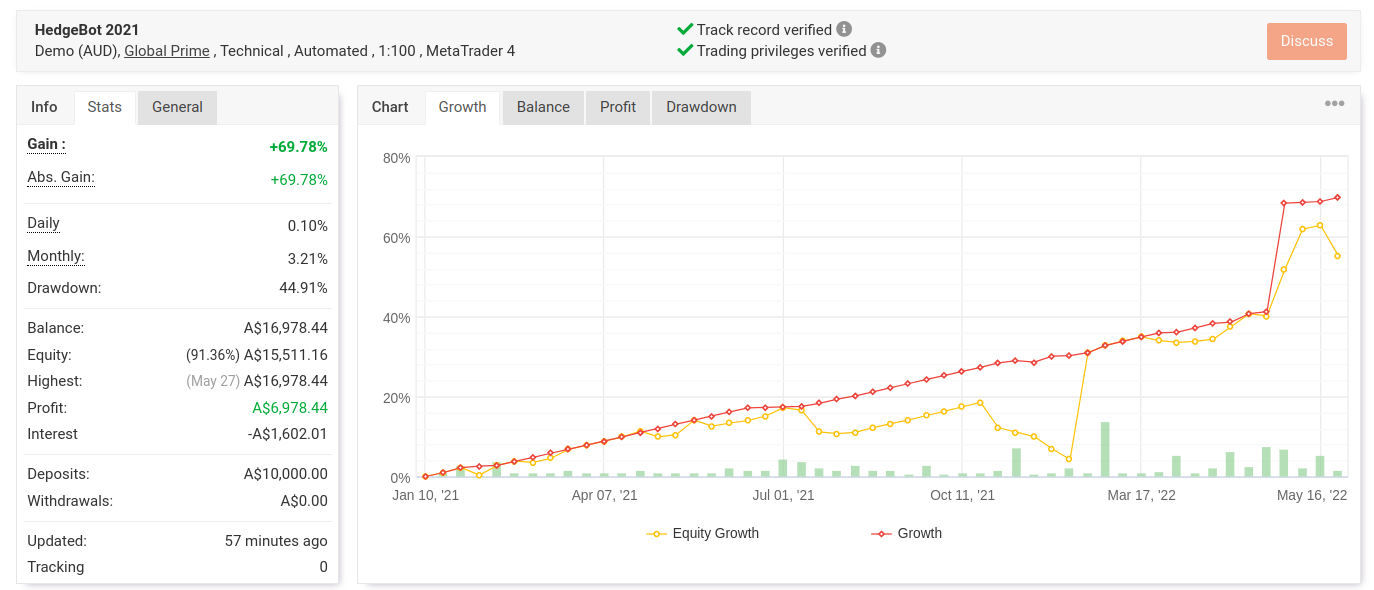 HedgeBot 2021
Demo (AUD), Global Prime , Technical , Automated , 1:100 , MetaTrader 4
Track record verified
Trading privileges verified
Discuss
Info Stats General
Gain : +69.78%
Abs. Gain: +69.78%
Daily 0.10%
Monthly: 3.21%
Drawdown: 44.91%
Balance: A$16,978.44
Equity: (91.36%) A$15,511.16
Highest: (May 27) A$16,978.44
Profit: A$6,978.44
Interest -A$1,602.01
Deposits: A$10,000.00
Withdrawals: A$0.00
Updated: 57 minutes ago
Tracking 0
Chart Growth Balance Profit Drawdown
80%
60%
40%
20%
0%
Jan 10, '21 Apr 07, '21 Jul 01, '21 Oct 11, '21 Mar 17, '22 May 16, '22
Equity Growth Growth